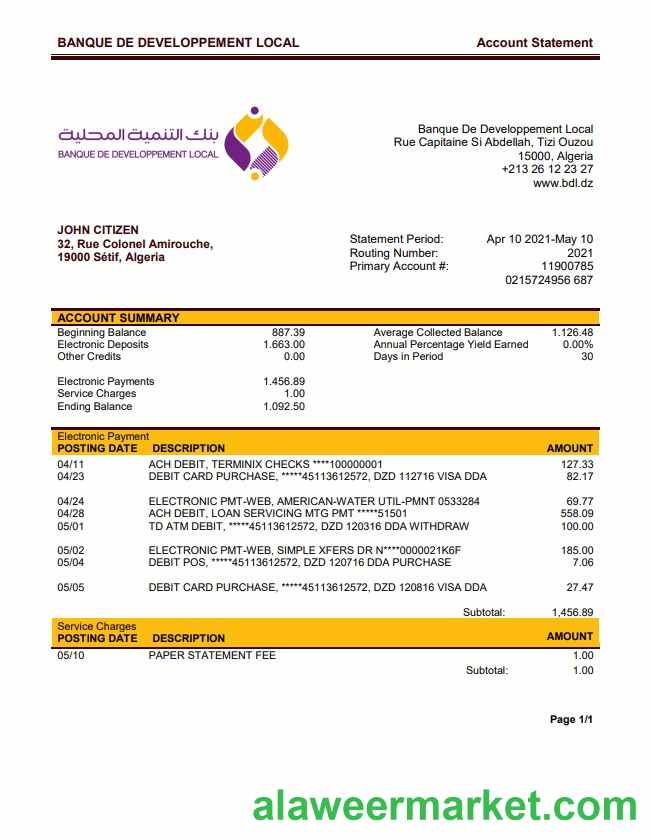 BANQUE DE DEVELOPPEMENT LOCAL Account Statement
بنك التنمية المحلية
BANQUE DE DEVELOPPEMENT LOCAL
Banque De Developpement Local
Rue Capitaine Si Abdellah, Tizi Ouzou
15000, Algeria
+213 26 12 23 27
www.bdl.dz
JOHN CITIZEN
32, Rue Colonel Amirouche,
19000 Sétif, Algeria
Statement Period: Apr 10 2021-May 10
Routing Number: 2021
Primary Account #: 11900785
0215724956 687
ACCOUNT SUMMARY
Beginning Balance 887.39 Average Collected Balance 1.126.48
Electronic Deposits 1.663.00 Annual Percentage Yield Earned 0.00%
Other Credits 0.00 Days in Period 30
Electronic Payments 1.456.89
Service Charges 1.00
Ending Balance 1.092.50
Electronic Payment
POSTING DATE DESCRIPTION AMOUNT
04/11 ACH DEBIT, TERMINIX CHECKS ****100000001 127.33
04/23 DEBIT CARD PURCHASE, *****45113612572, DZD 112716 VISA DDA 82.17
04/24 ELECTRONIC PMT-WEB, AMERICAN-WATER UTIL-PMNT 0533284 69.77
04/28 ACH DEBIT, LOAN SERVICING MTG PMT *****51501 558.09
05/01 TD ATM DEBIT, *****45113612572, DZD 120316 DDA WITHDRAW 100.00
05/02 ELECTRONIC PMT-WEB, SIMPLE XFERS DR N****0000021K6F 185.00
05/04 DEBIT POS, *****45113612572, DZD 120716 DDA PURCHASE 7.06
05/05 DEBIT CARD PURCHASE, *****45113612572, DZD 120816 VISA DDA 27.47
Subtotal: 1,456.89
Service Charges
POSTING DATE DESCRIPTION AMOUNT
05/10 PAPER STATEMENT FEE 1.00
Subtotal: 1.00
Page 1/1
alaweermarket.com